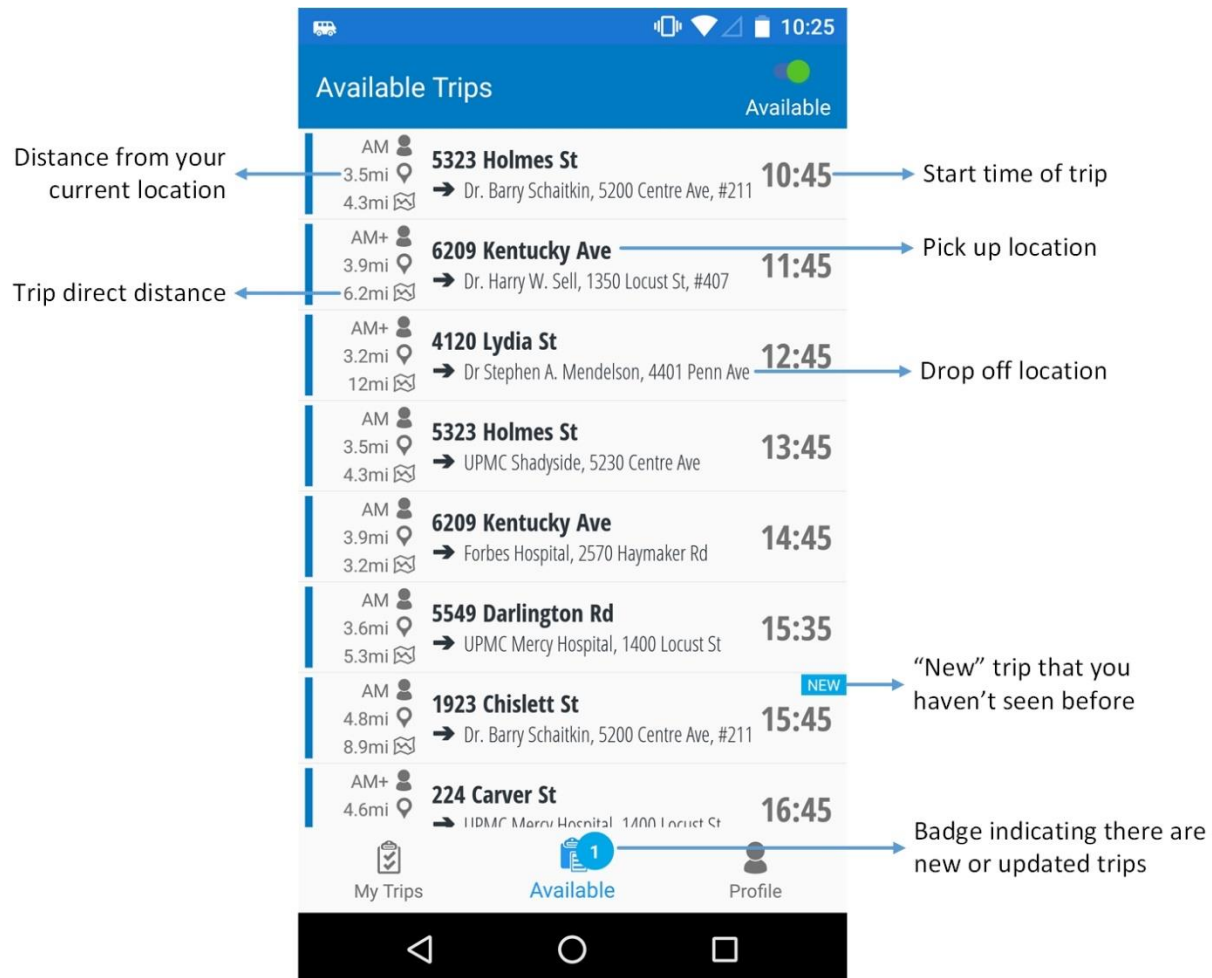 10:25
Available Trips
Available
AM
3.5mi
4.3mi
5323 Holmes St
Dr. Barry Schaitkin, 5200 Centre Ave, #211
10:45
AM+
3.9mi
6.2mi
6209 Kentucky Ave
Dr. Harry W. Sell, 1350 Locust St, #407
11:45
AM+
3.2mi
12mi
4120 Lydia St
Dr Stephen A. Mendelson, 4401 Penn Ave
12:45
AM
3.5mi
4.3mi
5323 Holmes St
UPMC Shadyside, 5230 Centre Ave
13:45
AM
3.9mi
3.2mi
6209 Kentucky Ave
Forbes Hospital, 2570 Haymaker Rd
14:45
AM
3.6mi
5.3mi
5549 Darlington Rd
UPMC Mercy Hospital, 1400 Locust St
15:35
AM
4.8mi
8.9mi
1923 Chislett St
Dr. Barry Schaitkin, 5200 Centre Ave, #211
NEW
15:45
AM+
4.6mi
224 Carver St
UPMC Mercy Hospital, 1400 Locust St
16:45
My Trips
1
Available
Profile
Distance from your
current location
Trip direct distance
Start time of trip
Pick up location
Drop off location
“New” trip that you
haven’t seen before
Badge indicating there are
new or updated trips